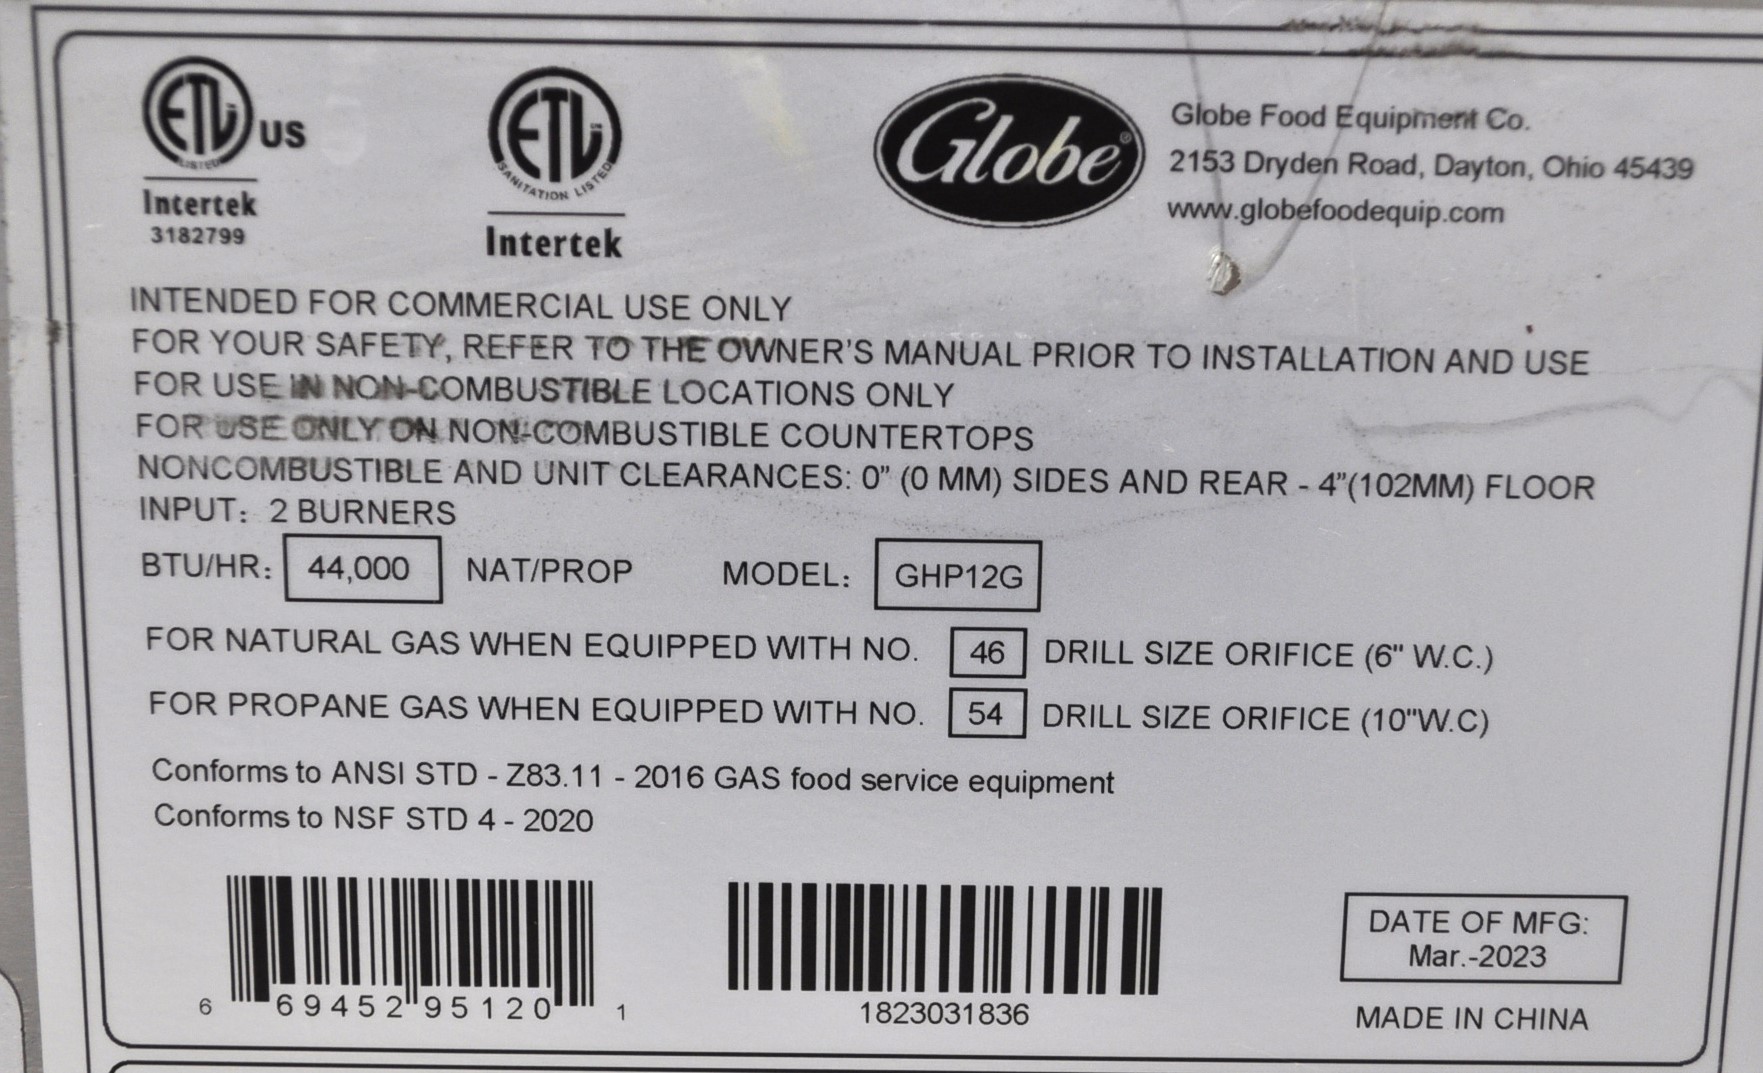 ETL US
LISTED
Intertek
3182799
ETL US
SANITATION LISTED
Intertek
Globe®
Globe Food Equipment Co.
2153 Dryden Road, Dayton, Ohio 45439
www.globefoodequip.com
INTENDED FOR COMMERCIAL USE ONLY
FOR YOUR SAFETY, REFER TO THE OWNER'S MANUAL PRIOR TO INSTALLATION AND USE
FOR USE IN NON-COMBUSTIBLE LOCATIONS ONLY
FOR USE ONLY ON NON-COMBUSTIBLE COUNTERTOPS
NONCOMBUSTIBLE AND UNIT CLEARANCES: 0" (0 MM) SIDES AND REAR - 4"(102MM) FLOOR
INPUT: 2 BURNERS
BTU/HR: 44,000 NAT/PROP MODEL: GHP12G
FOR NATURAL GAS WHEN EQUIPPED WITH NO. 46 DRILL SIZE ORIFICE (6" W.C.)
FOR PROPANE GAS WHEN EQUIPPED WITH NO. 54 DRILL SIZE ORIFICE (10"W.C)
Conforms to ANSI STD - Z83.11 - 2016 GAS food service equipment
Conforms to NSF STD 4 - 2020
6 69452 95120 1
1823031836
DATE OF MFG:
Mar.-2023
MADE IN CHINA